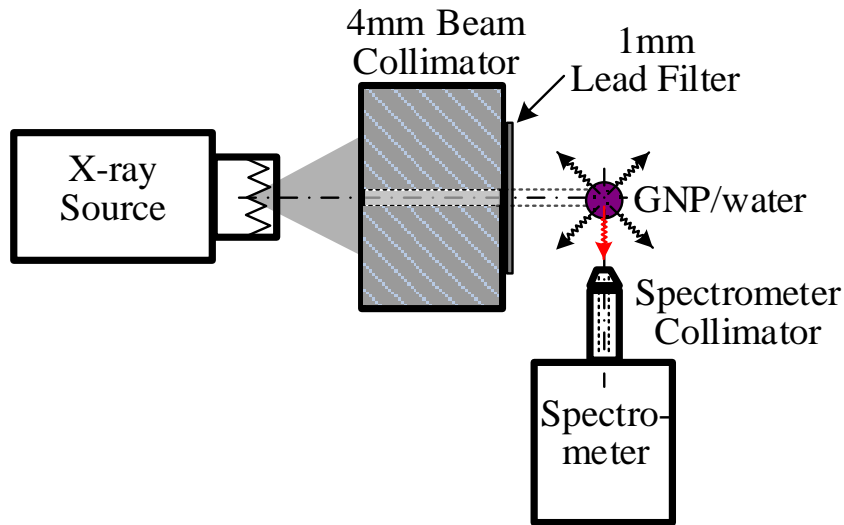 4mm Beam
Collimator
1mm
Lead Filter
X-ray
Source
GNP/water
Spectrometer
Collimator
Spectro-
meter